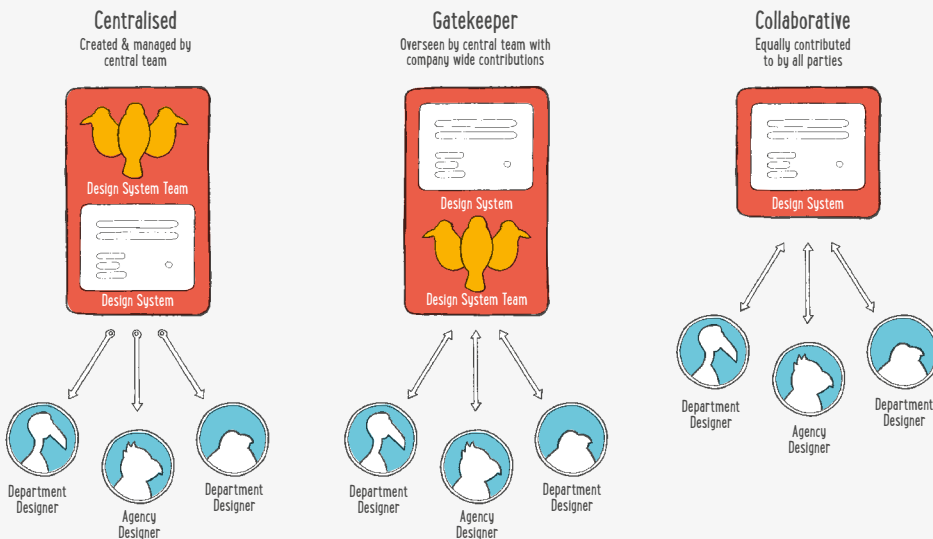 Centralised
Created & managed by
central team
Design System Team
Design System
Department
Designer
Agency
Designer
Department
Designer
Gatekeeper
Overseen by central team with
company wide contributions
Design System
Design System Team
Department
Designer
Agency
Designer
Department
Designer
Collaborative
Equally contributed
to by all parties
Design System
Department
Designer
Agency
Designer
Department
Designer